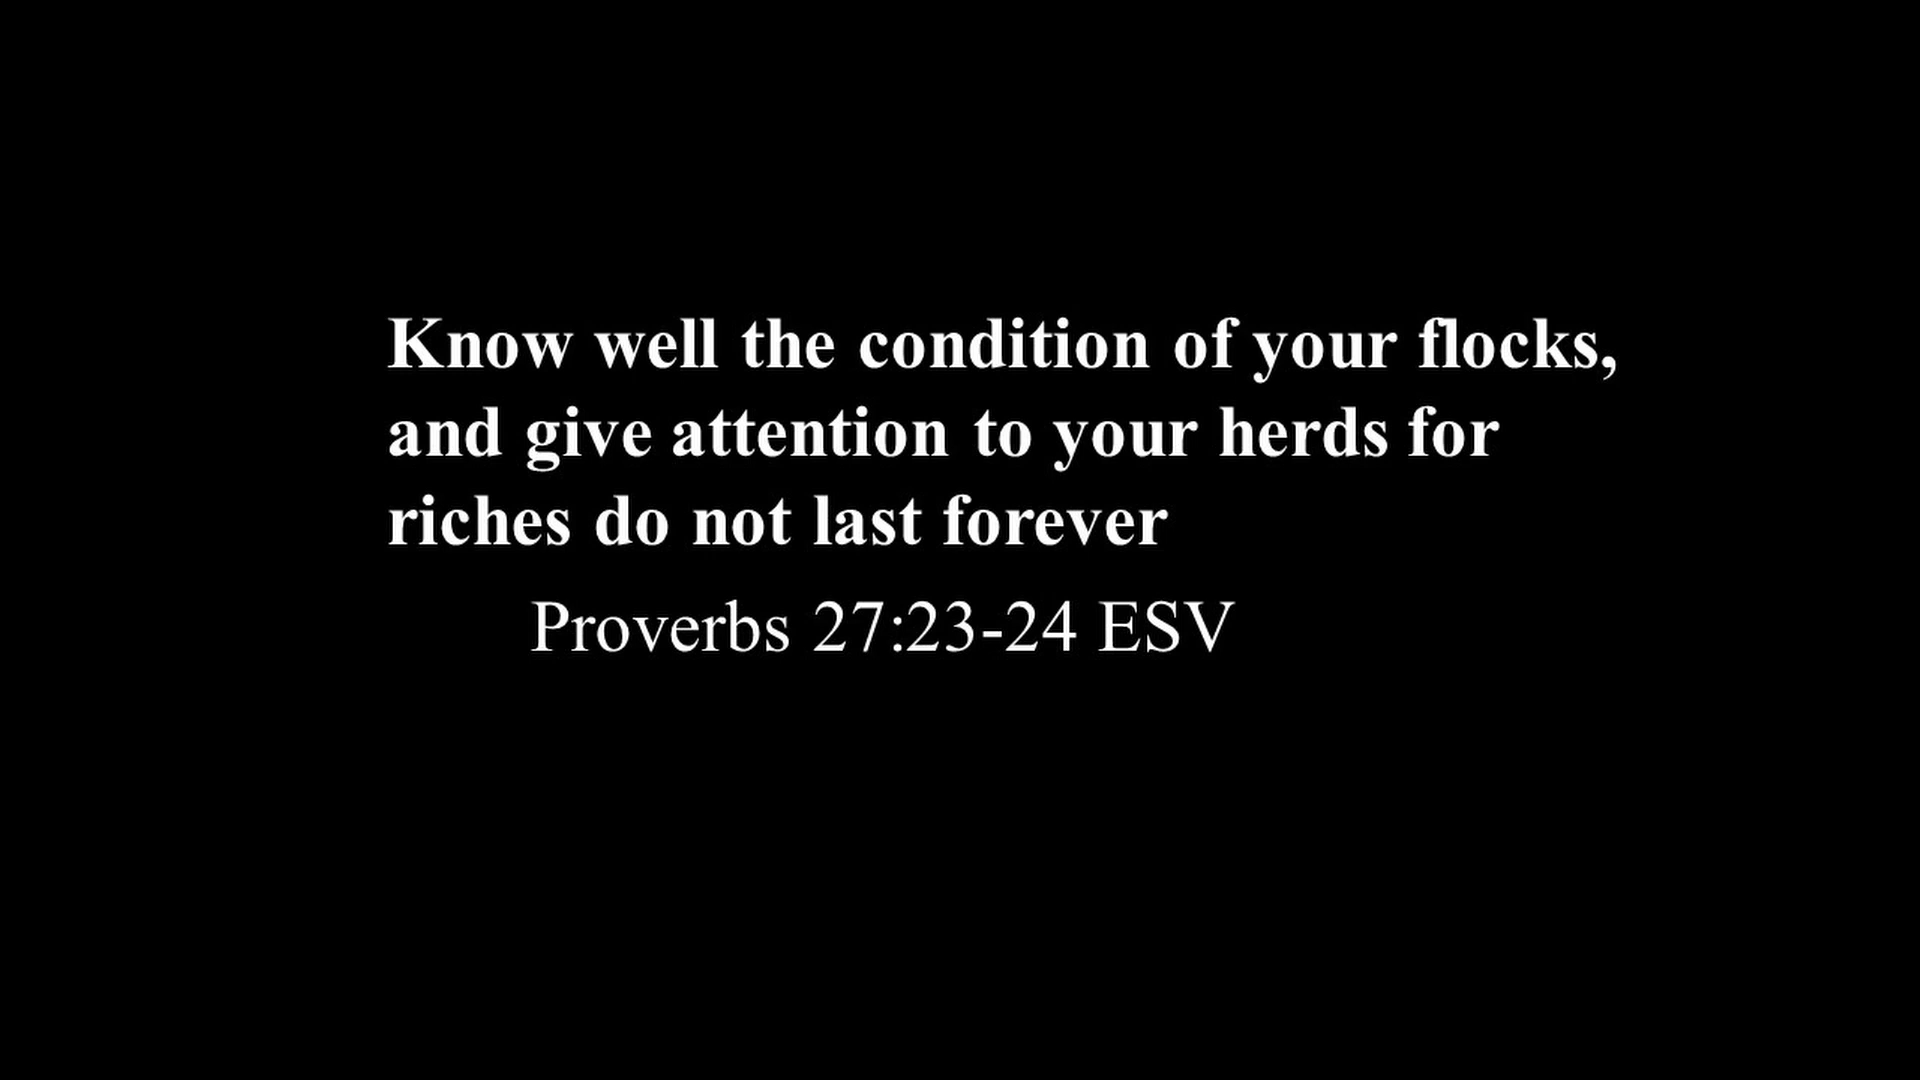 Know well the condition of your flocks,
and give attention to your herds for
riches do not last forever
Proverbs 27:23-24 ESV